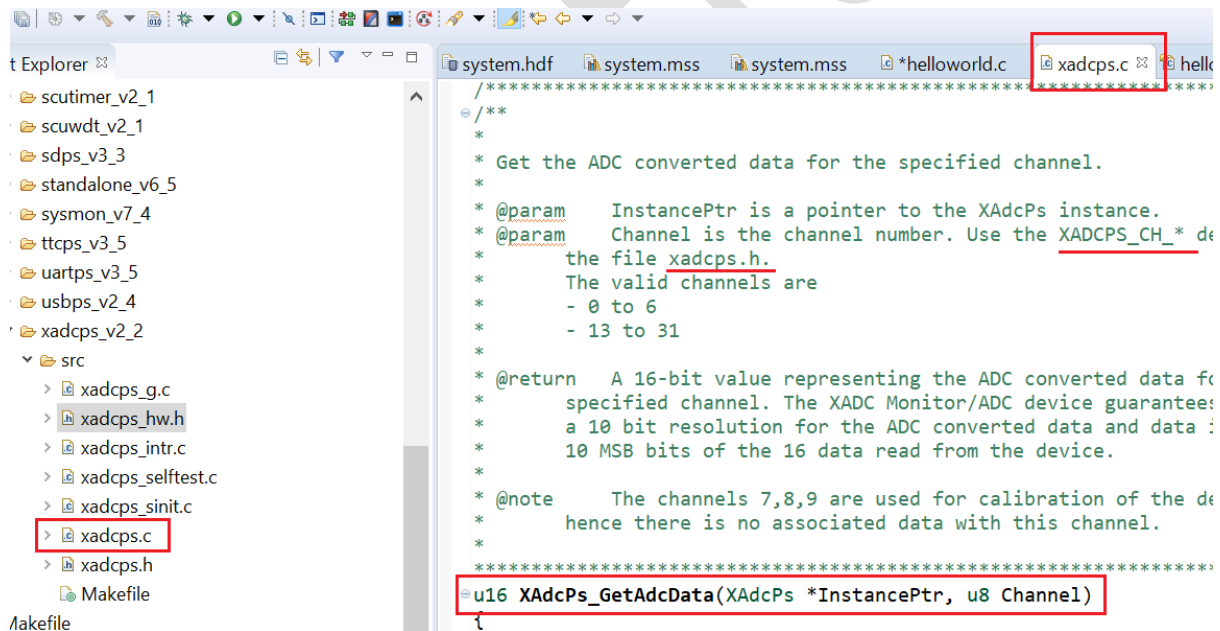 t Explorer
scutimer_v2_1
scuwdt_v2_1
sdps_v3_3
standalone_v6_5
sysmon_v7_4
ttcps_v3_5
uartps_v3_5
usbps_v2_4
xadcps_v2_2
src
xadcps_g.c
xadcps_hw.h
xadcps_intr.c
xadcps_selftest.c
xadcps_sinit.c
xadcps.c
xadcps.h
Makefile
Makefile
system.hdf system.mss system.mss *helloworld.c xadcps.c hello
/******************************************************************
/**
*
* Get the ADC converted data for the specified channel.
*
* @param InstancePtr is a pointer to the XAdcPs instance.
* @param Channel is the channel number. Use the XADCPS_CH_* de
* the file xadcps.h.
* The valid channels are
* - 0 to 6
* - 13 to 31
*
* @return A 16-bit value representing the ADC converted data fo
* specified channel. The XADC Monitor/ADC device guarantees
* a 10 bit resolution for the ADC converted data and data i
* 10 MSB bits of the 16 data read from the device.
*
* @note The channels 7,8,9 are used for calibration of the de
* hence there is no associated data with this channel.
*
******************************************************************
u16 XAdcPs_GetAdcData(XAdcPs *InstancePtr, u8 Channel)
{